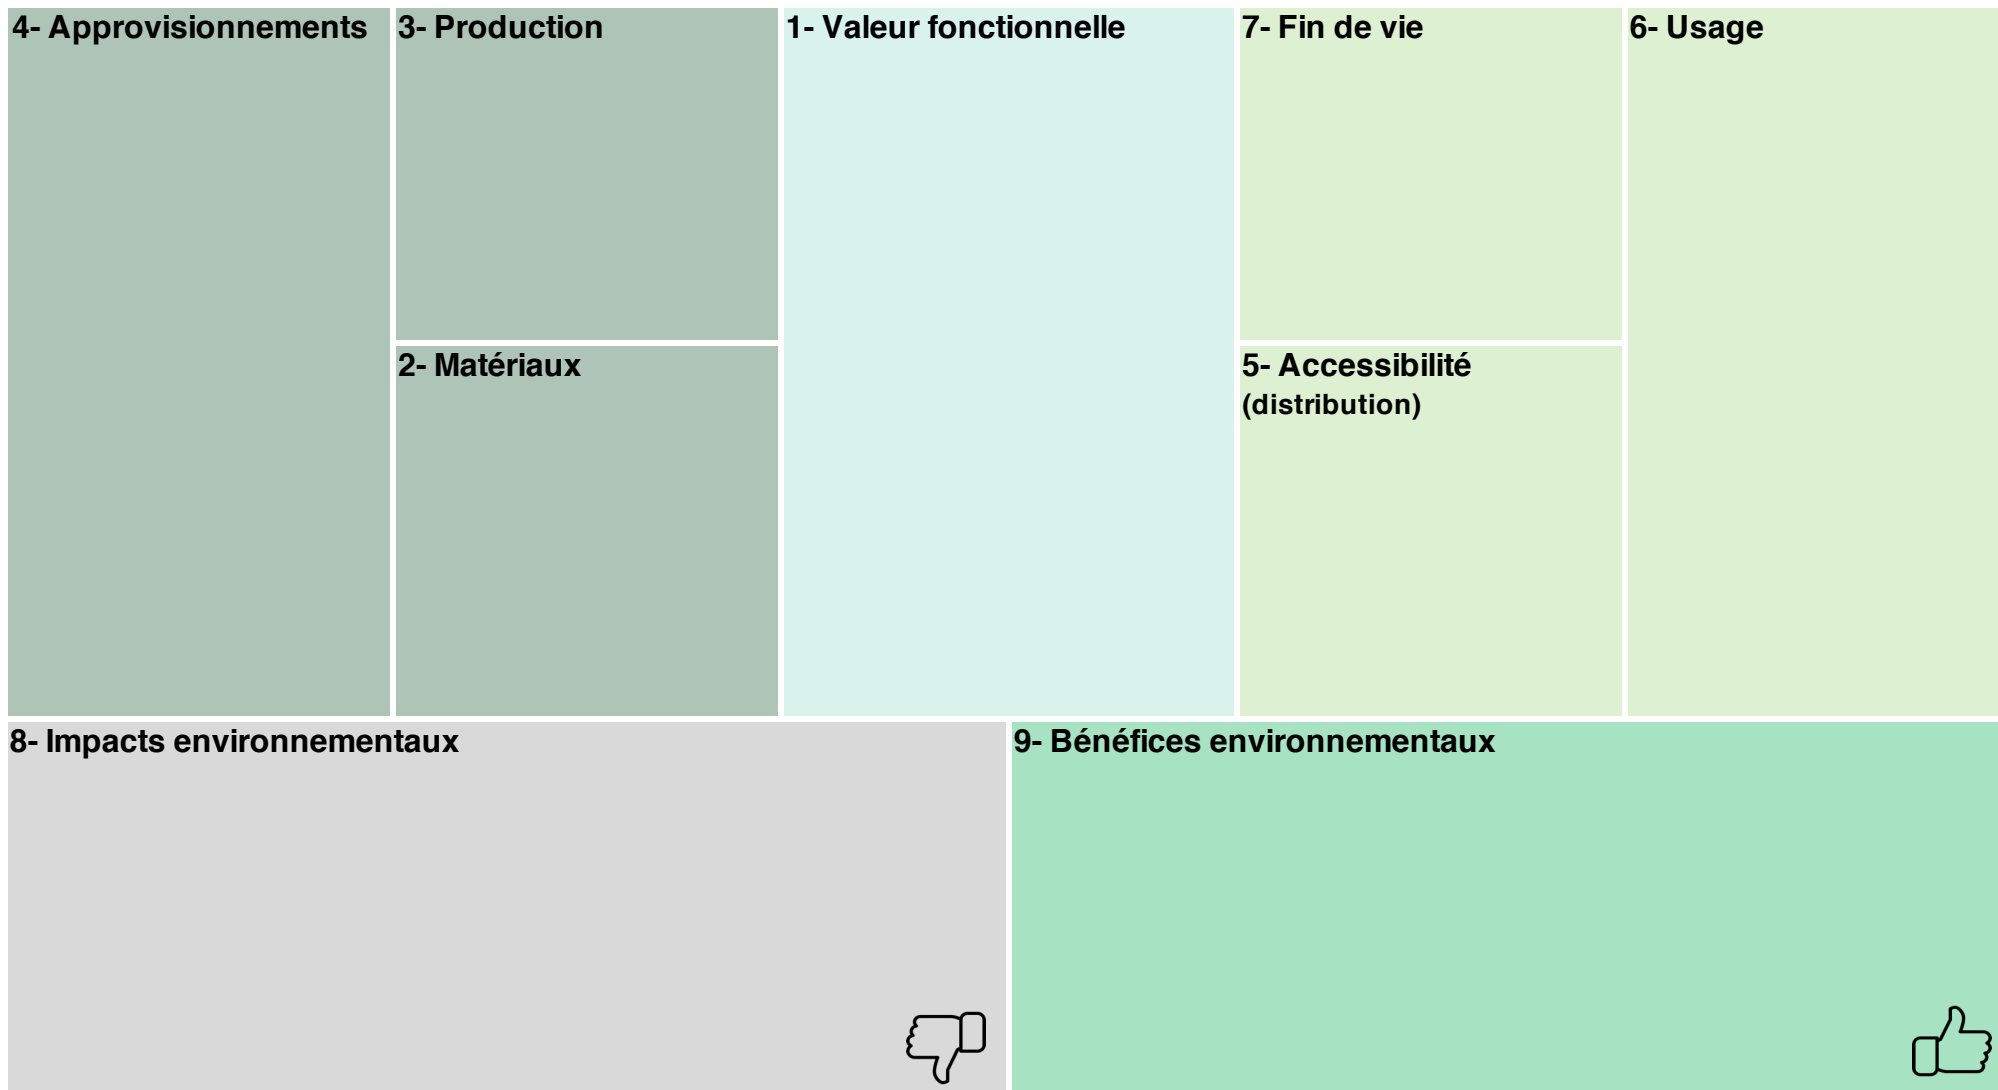 4- Approvisionnements
3- Production
1- Valeur fonctionnelle
7- Fin de vie
6- Usage
2- Matériaux
5- Accessibilité
(distribution)
8- Impacts environnementaux
9- Bénéfices environnementaux